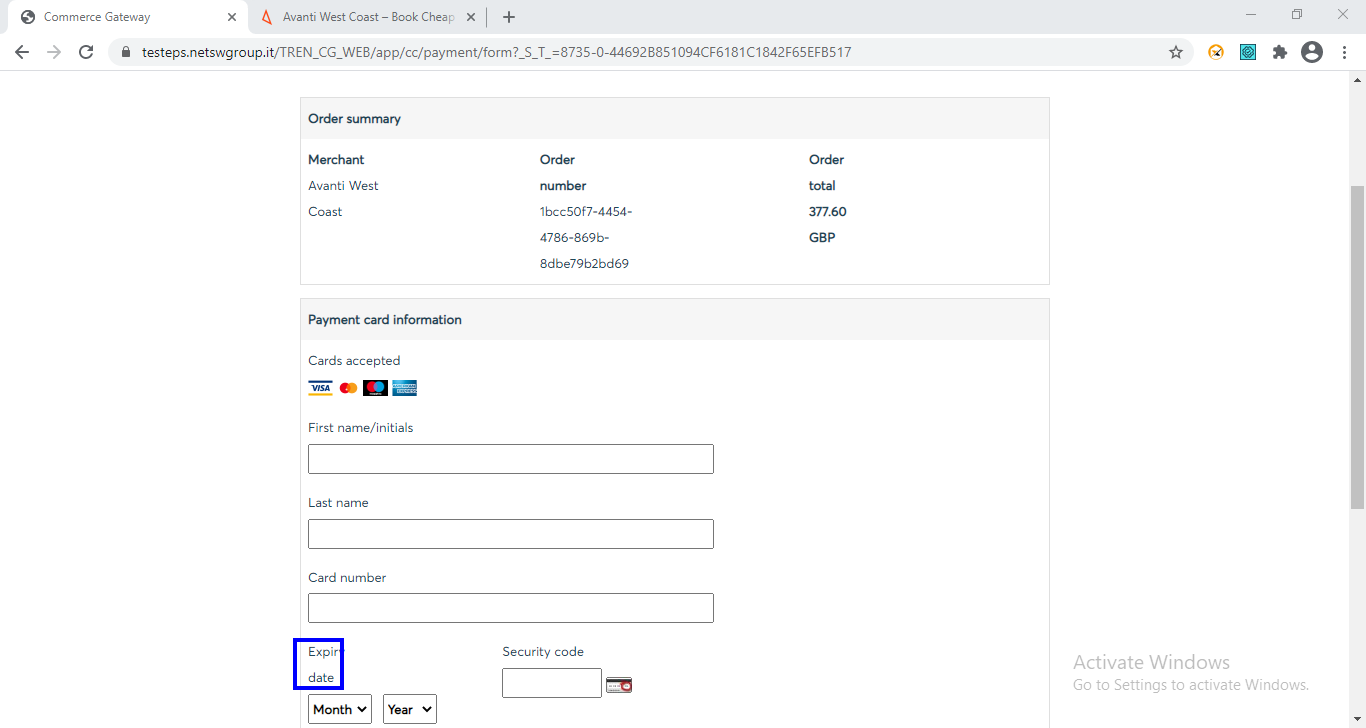 Commerce Gateway
Avanti West Coast – Book Cheap
testeps.netswgroup.it/TREN_CG_WEB/app/cc/payment/form?_S_T_=8735-0-44692B851094CF6181C1842F65EFB517
Order summary
Merchant
Avanti West
Coast
Order
number
1bcc50f7-4454-
4786-869b-
8dbe79b2bd69
Order
total
377.60
GBP
Payment card information
Cards accepted
VISA
First name/initials
Last name
Card number
Expiry
date
Month
Year
Security code
Activate Windows
Go to Settings to activate Windows.